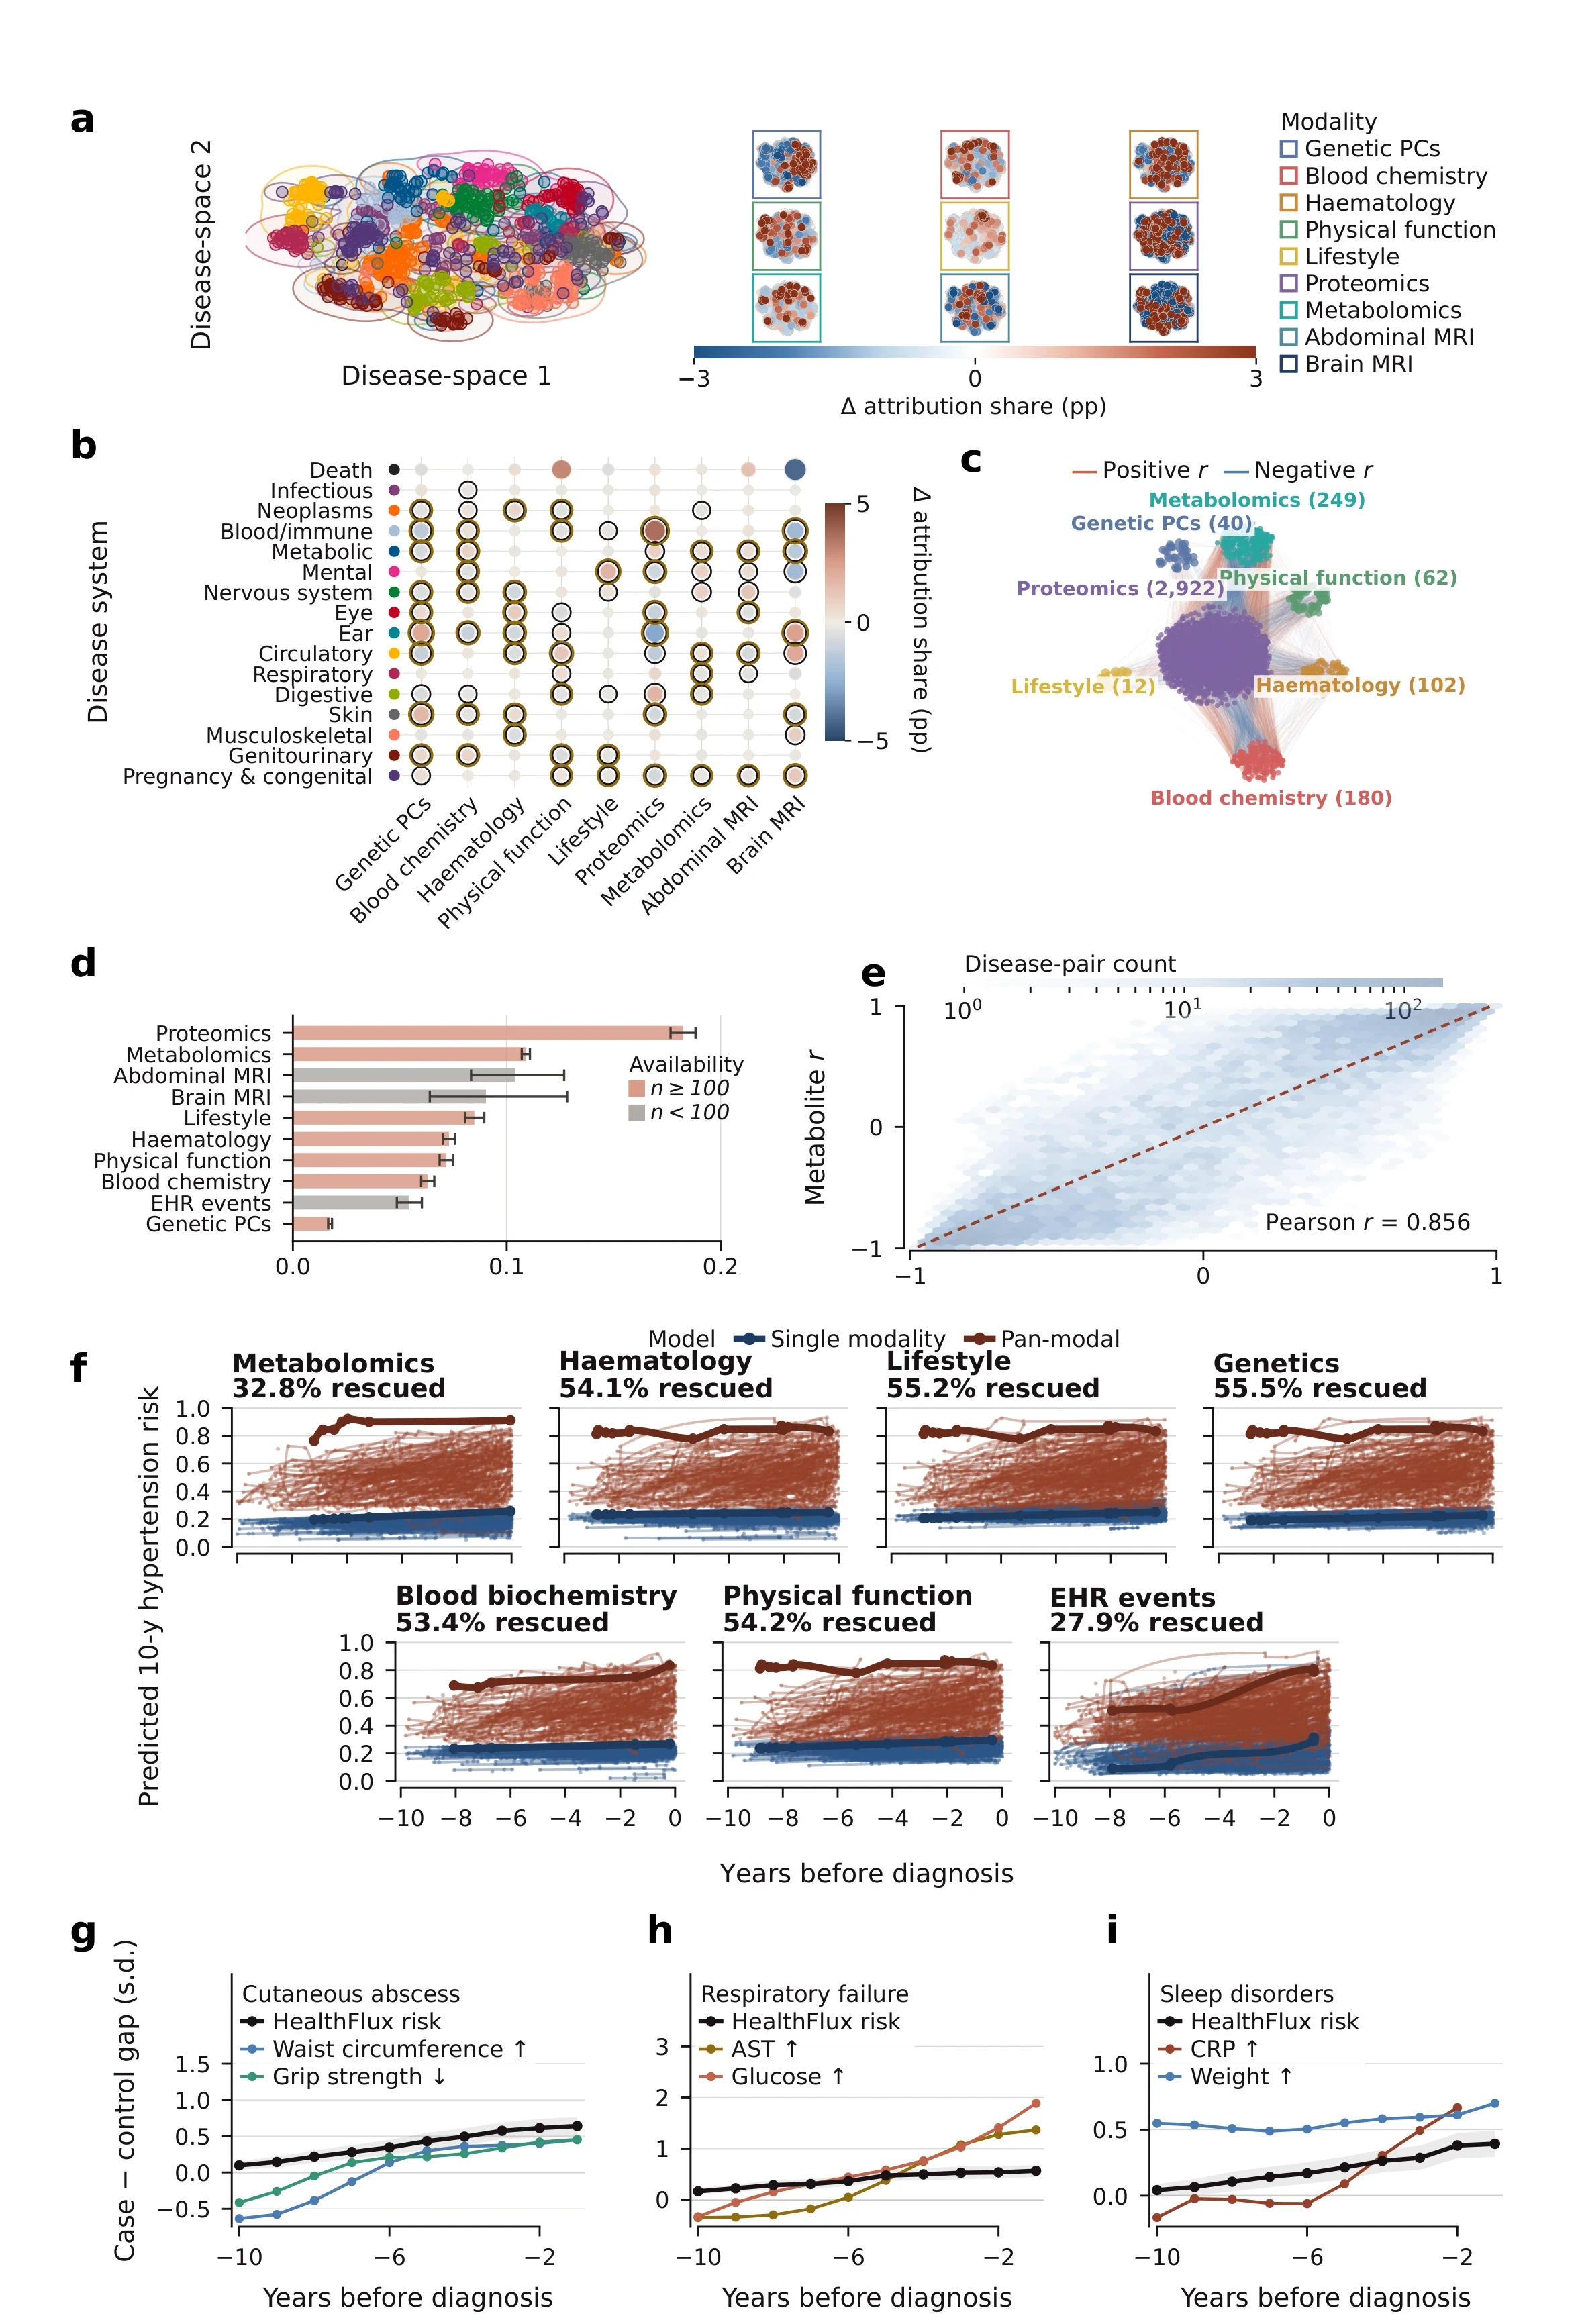 a
Disease-space 2
Disease-space 1
−3
0
3
Δ attribution share (pp)
Modality
Genetic PCs
Blood chemistry
Haematology
Physical function
Lifestyle
Proteomics
Metabolomics
Abdominal MRI
Brain MRI
b
Disease system
Death
Infectious
Neoplasms
Blood/immune
Metabolic
Mental
Nervous system
Eye
Ear
Circulatory
Respiratory
Digestive
Skin
Musculoskeletal
Genitourinary
Pregnancy & congenital
Genetic PCs
Blood chemistry
Haematology
Physical function
Lifestyle
Proteomics
Metabolomics
Abdominal MRI
Brain MRI
5
0
−5
Δ attribution share (pp)
c
Positive r
Negative r
Metabolomics (249)
Genetic PCs (40)
Physical function (62)
Proteomics (2,922)
Lifestyle (12)
Haematology (102)
Blood chemistry (180)
d
Proteomics
Metabolomics
Abdominal MRI
Brain MRI
Lifestyle
Haematology
Physical function
Blood chemistry
EHR events
Genetic PCs
0.0
0.1
0.2
Availability
n ≥ 100
n < 100
e
Disease-pair count
10⁰
10¹
10²
Metabolite r
1
0
−1
Pearson r = 0.856
−1
0
1
f
Model
Single modality
Pan-modal
Predicted 10-y hypertension risk
Metabolomics
32.8% rescued
Haematology
54.1% rescued
Lifestyle
55.2% rescued
Genetics
55.5% rescued
1.0
0.8
0.6
0.4
0.2
0.0
Blood biochemistry
53.4% rescued
Physical function
54.2% rescued
EHR events
27.9% rescued
1.0
0.8
0.6
0.4
0.2
0.0
−10 −8 −6 −4 −2 0
−10 −8 −6 −4 −2 0
−10 −8 −6 −4 −2 0
Years before diagnosis
g
Case − control gap (s.d.)
Cutaneous abscess
HealthFlux risk
Waist circumference ↑
Grip strength ↓
1.5
1.0
0.5
0.0
−0.5
−10 −6 −2
Years before diagnosis
h
Respiratory failure
HealthFlux risk
AST ↑
Glucose ↑
3
2
1
0
−10 −6 −2
Years before diagnosis
i
Sleep disorders
HealthFlux risk
CRP ↑
Weight ↑
1.0
0.5
0.0
−10 −6 −2
Years before diagnosis